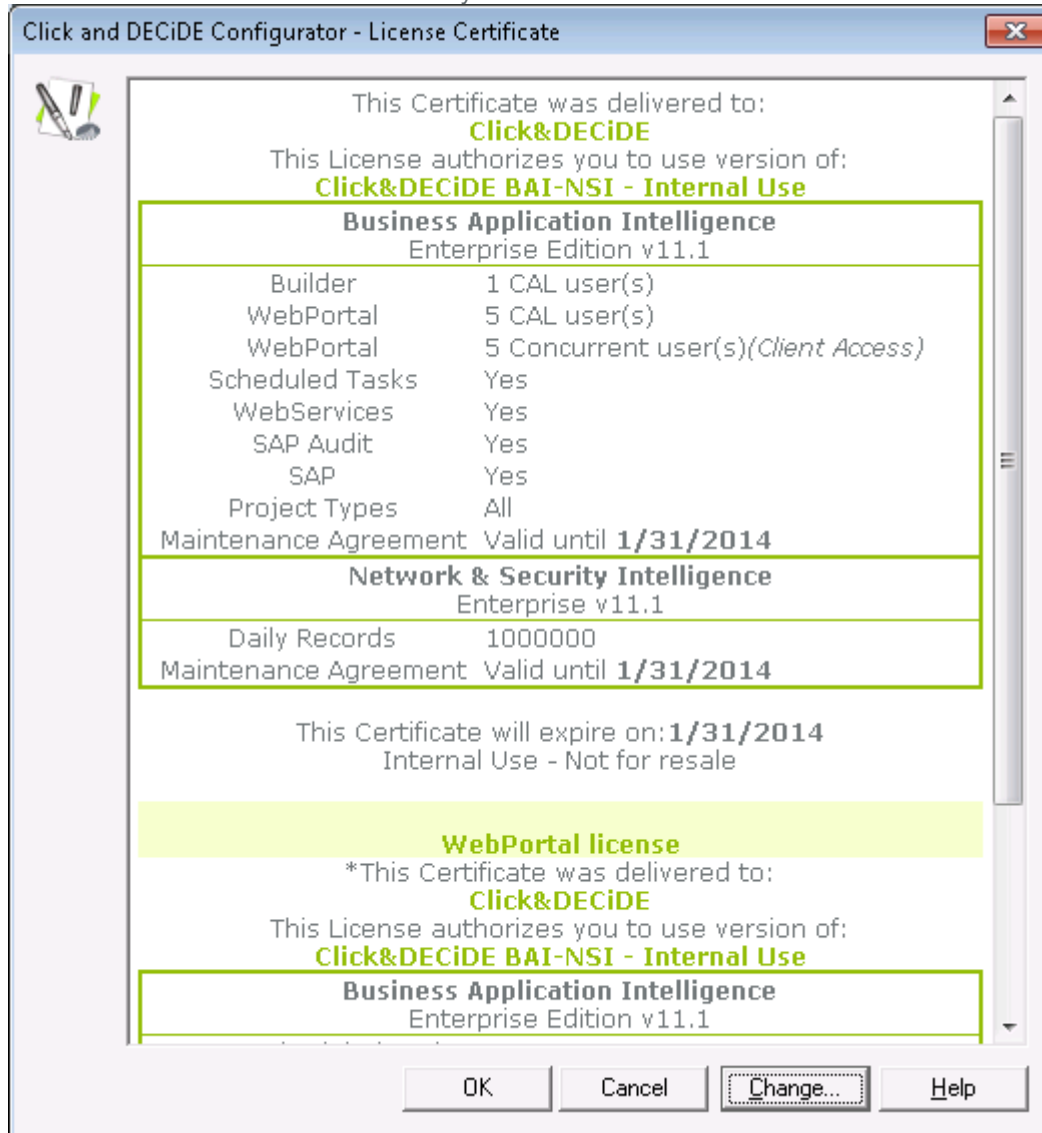 Click and DECiDE Configurator - License Certificate
This Certificate was delivered to:
Click&DECiDE
This License authorizes you to use version of:
Click&DECiDE BAI-NSI - Internal Use
Business Application Intelligence
Enterprise Edition v11.1
Builder 1 CAL user(s)
WebPortal 5 CAL user(s)
WebPortal 5 Concurrent user(s)(Client Access)
Scheduled Tasks Yes
WebServices Yes
SAP Audit Yes
SAP Yes
Project Types All
Maintenance Agreement Valid until 1/31/2014
Network & Security Intelligence
Enterprise v11.1
Daily Records 1000000
Maintenance Agreement Valid until 1/31/2014
This Certificate will expire on:1/31/2014
Internal Use - Not for resale
WebPortal license
*This Certificate was delivered to:
Click&DECiDE
This License authorizes you to use version of:
Click&DECiDE BAI-NSI - Internal Use
Business Application Intelligence
Enterprise Edition v11.1
OK Cancel Change... Help